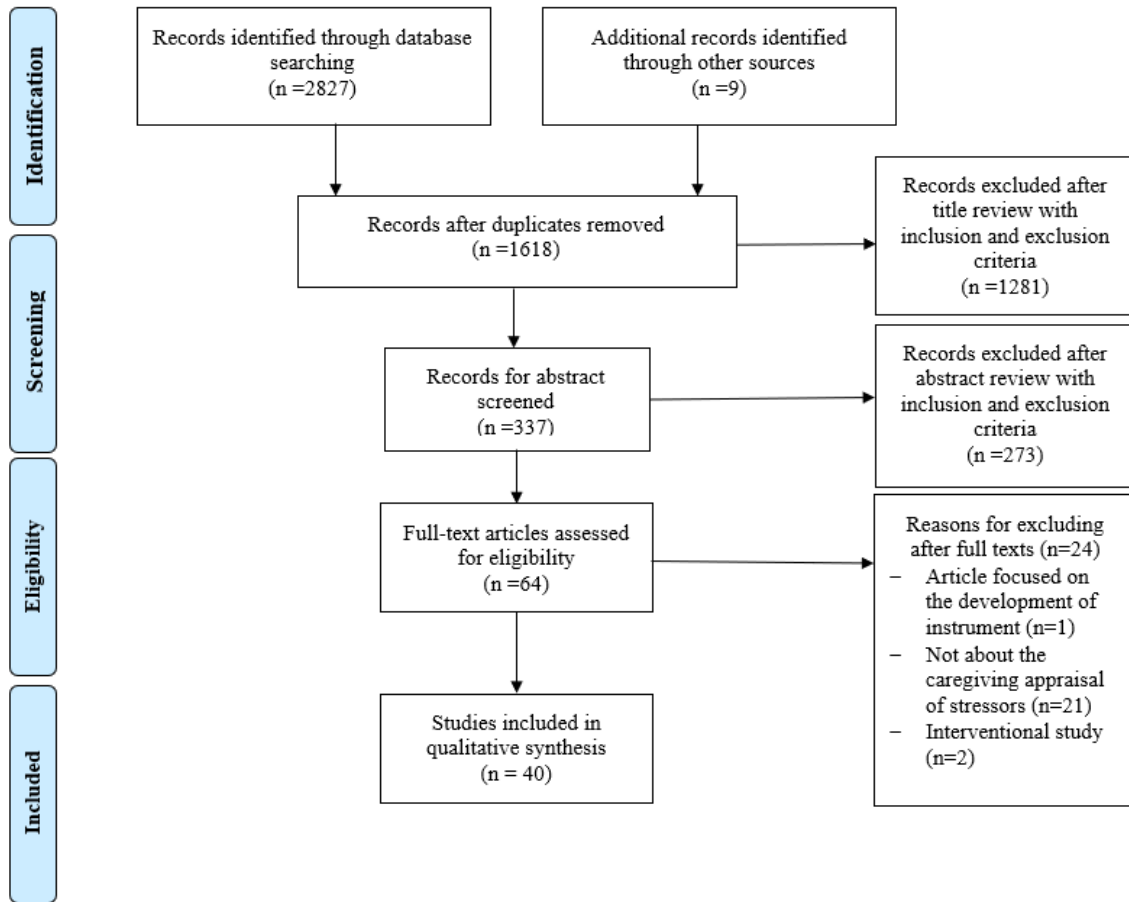 Identification
Records identified through database
searching
(n =2827)
Additional records identified
through other sources
(n =9)
Records after duplicates removed
(n =1618)
Records excluded after
title review with
inclusion and exclusion
criteria
(n =1281)
Screening
Records for abstract
screened
(n =337)
Records excluded after
abstract review with
inclusion and exclusion
criteria
(n =273)
Eligibility
Full-text articles assessed
for eligibility
(n =64)
Reasons for excluding
after full texts (n=24)
– Article focused on
the development of
instrument (n=1)
– Not about the
caregiving appraisal
of stressors (n=21)
– Interventional study
(n=2)
Included
Studies included in
qualitative synthesis
(n = 40)